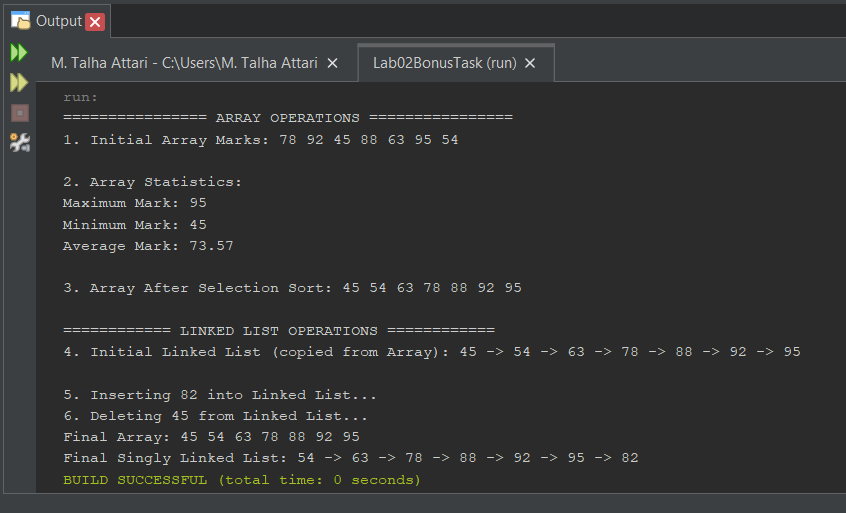 Output
M. Talha Attari - C:\Users\M. Talha Attari
Lab02BonusTask (run)
run:
================ ARRAY OPERATIONS ================
1. Initial Array Marks: 78 92 45 88 63 95 54
2. Array Statistics:
Maximum Mark: 95
Minimum Mark: 45
Average Mark: 73.57
3. Array After Selection Sort: 45 54 63 78 88 92 95
============ LINKED LIST OPERATIONS ============
4. Initial Linked List (copied from Array): 45 -> 54 -> 63 -> 78 -> 88 -> 92 -> 95
5. Inserting 82 into Linked List...
6. Deleting 45 from Linked List...
Final Array: 45 54 63 78 88 92 95
Final Singly Linked List: 54 -> 63 -> 78 -> 88 -> 92 -> 95 -> 82
BUILD SUCCESSFUL (total time: 0 seconds)